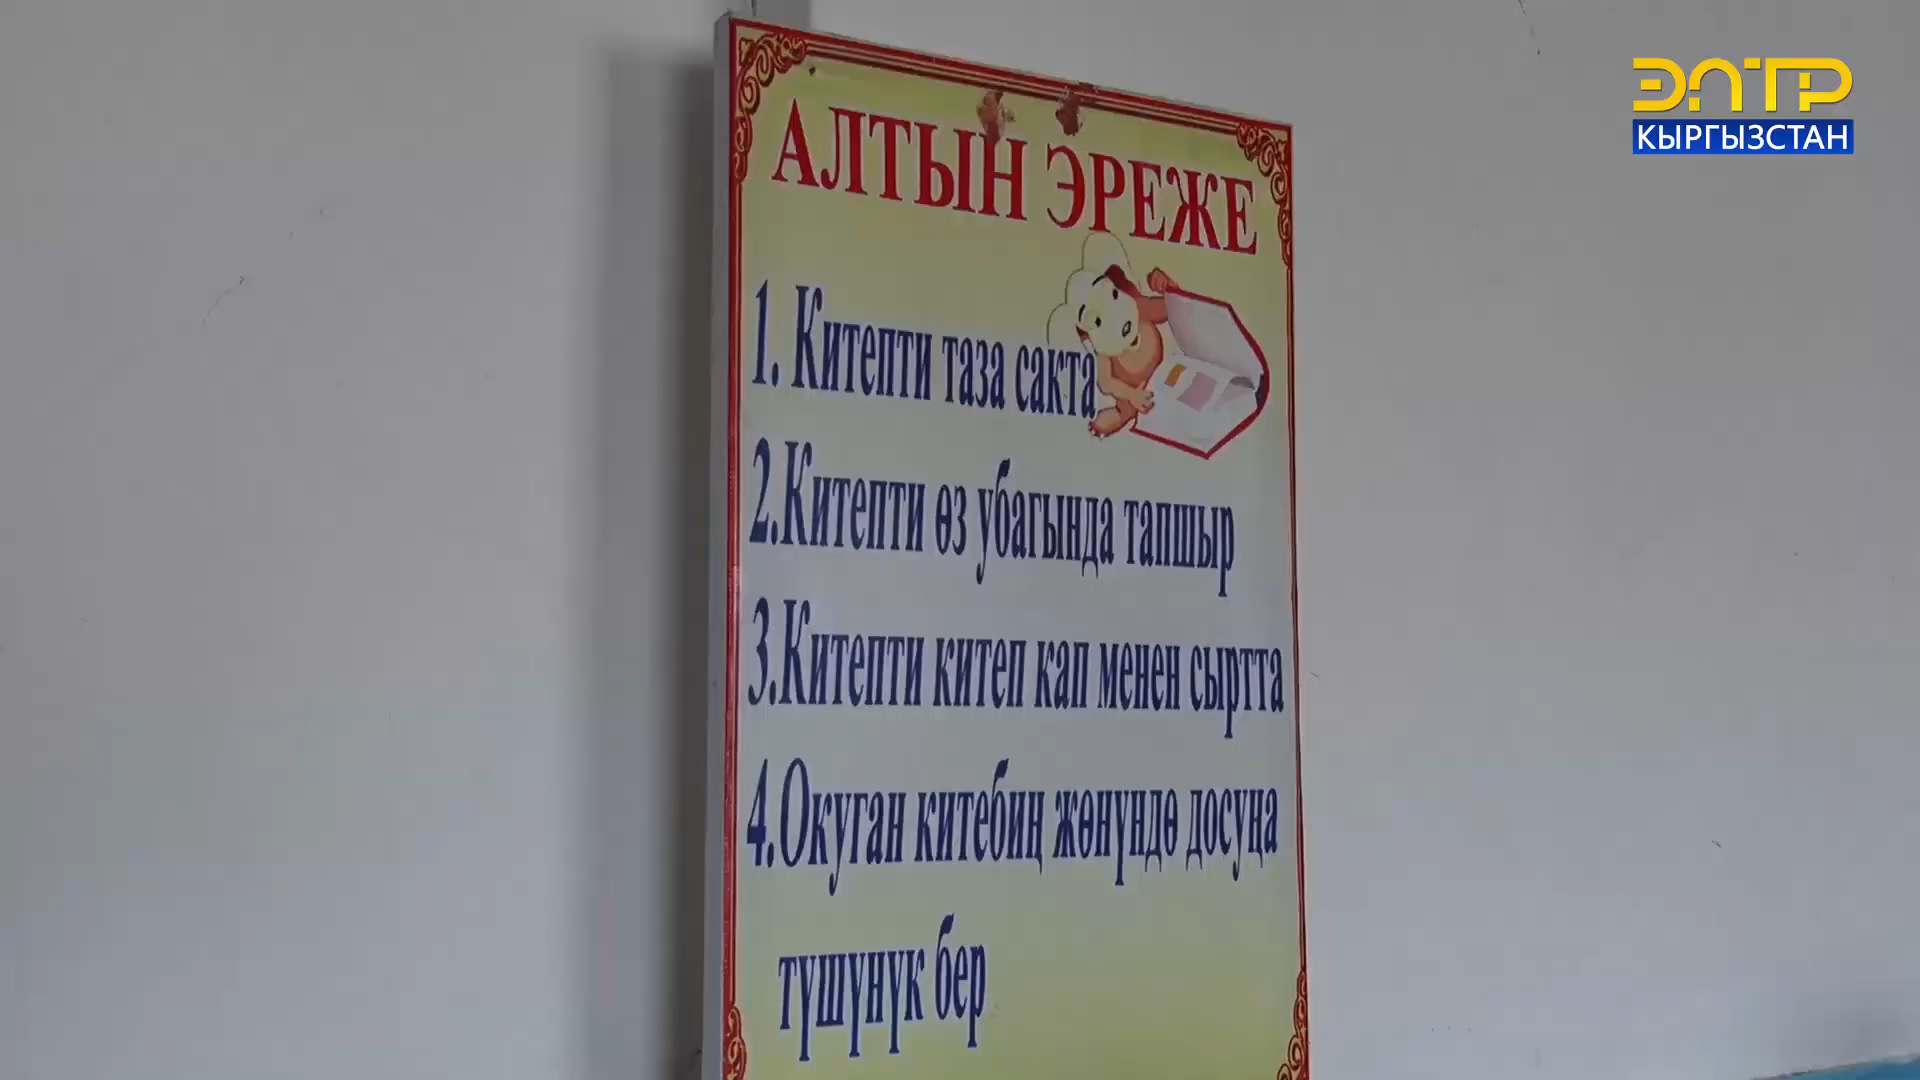 ЭЛТР
КЫРГЫЗСТАН
АЛТЫН ЭРЕЖЕ
1. Китепти таза сакта
2.Китепти өз убагында тапшыр
3.Китепти китеп кап менен сыртта
4.Окуган китебиң жөнүндө досуңа
түшүнүк бер